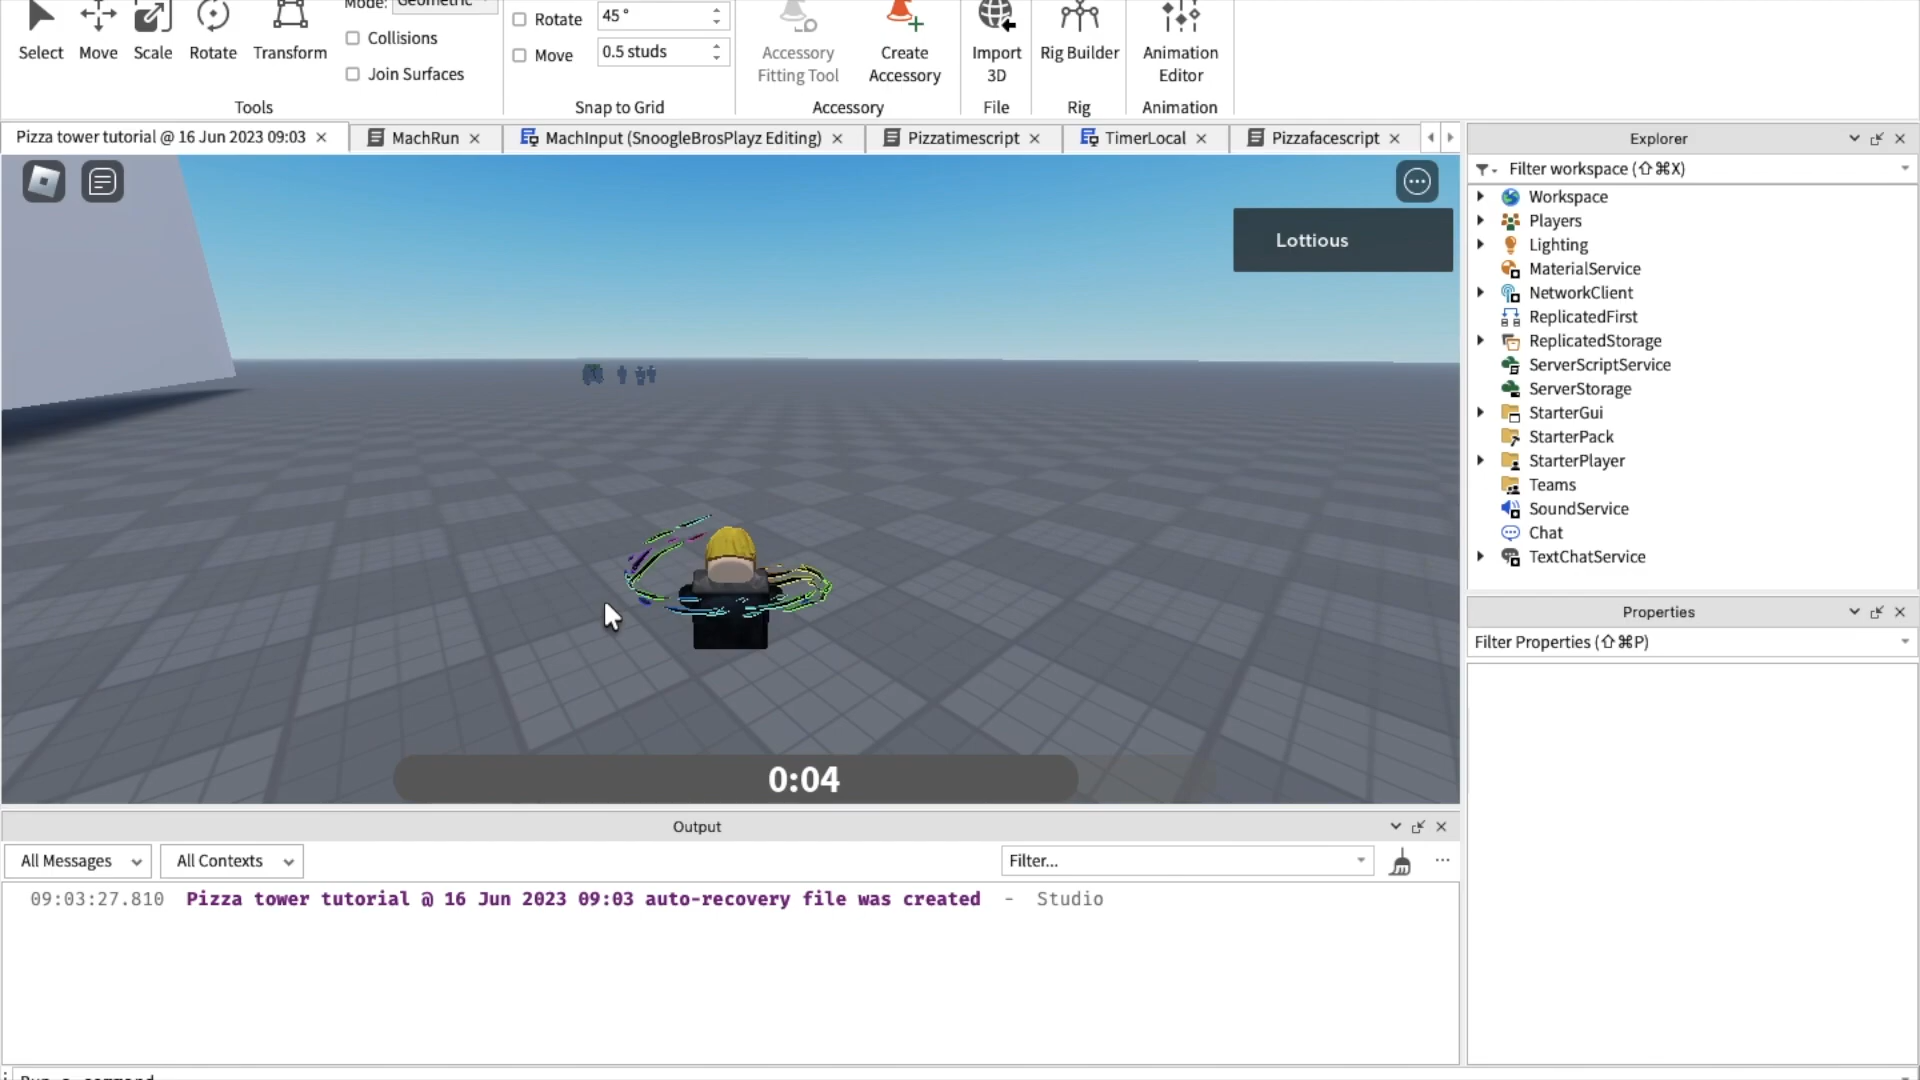 Mode: Geometric
Rotate 45 °
Collisions
Move 0.5 studs
Join Surfaces
Select Move Scale Rotate Transform
Accessory Fitting Tool
Create Accessory
Import 3D
Rig Builder
Animation Editor
Tools Snap to Grid Accessory File Rig Animation
Pizza tower tutorial @ 16 Jun 2023 09:03 MachRun MachInput (SnoogleBrosPlayz Editing) Pizzatimescript TimerLocal Pizzafacescript
Lottious
0:04
Explorer
Filter workspace (⇧⌘X)
Workspace
Players
Lighting
MaterialService
NetworkClient
ReplicatedFirst
ReplicatedStorage
ServerScriptService
ServerStorage
StarterGui
StarterPack
StarterPlayer
Teams
SoundService
Chat
TextChatService
Properties
Filter Properties (⇧⌘P)
Output
All Messages All Contexts Filter...
09:03:27.810 Pizza tower tutorial @ 16 Jun 2023 09:03 auto-recovery file was created - Studio
Run a command